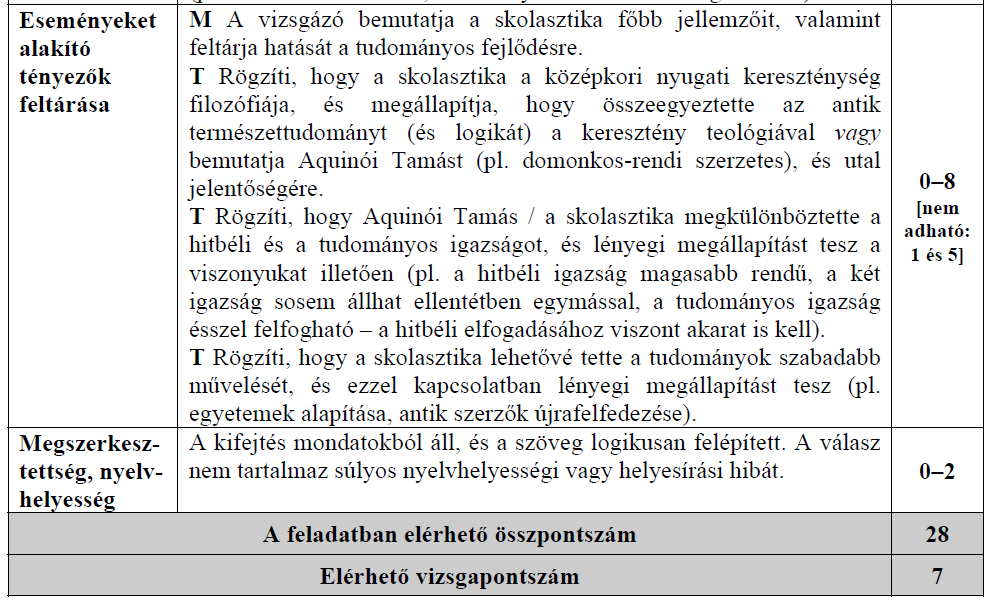 Eseményeket
alakító
tényezők
feltárása
M A vizsgázó bemutatja a skolasztika főbb jellemzőit, valamint
feltárja hatását a tudományos fejlődésre.
T Rögzíti, hogy a skolasztika a középkori nyugati kereszténység
filozófiája, és megállapítja, hogy összeegyeztette az antik
természettudományt (és logikát) a keresztény teológiával vagy
bemutatja Aquinói Tamást (pl. domonkos-rendi szerzetes), és utal
jelentőségére.
T Rögzíti, hogy Aquinói Tamás / a skolasztika megkülönböztette a
hitbéli és a tudományos igazságot, és lényegi megállapítást tesz a
viszonyukat illetően (pl. a hitbéli igazság magasabb rendű, a két
igazság sosem állhat ellentétben egymással, a tudományos igazság
ésszel felfogható – a hitbéli elfogadásához viszont akarat is kell).
T Rögzíti, hogy a skolasztika lehetővé tette a tudományok szabadabb
művelését, és ezzel kapcsolatban lényegi megállapítást tesz (pl.
egyetemek alapítása, antik szerzők újrafelfedezése).
0–8
[nem
adható:
1 és 5]
Megszerkesz-
tettség, nyelv-
helyesség
A kifejtés mondatokból áll, és a szöveg logikusan felépített. A válasz
nem tartalmaz súlyos nyelvhelyességi vagy helyesírási hibát.
0–2
A feladatban elérhető összpontszám
28
Elérhető vizsgapontszám
7